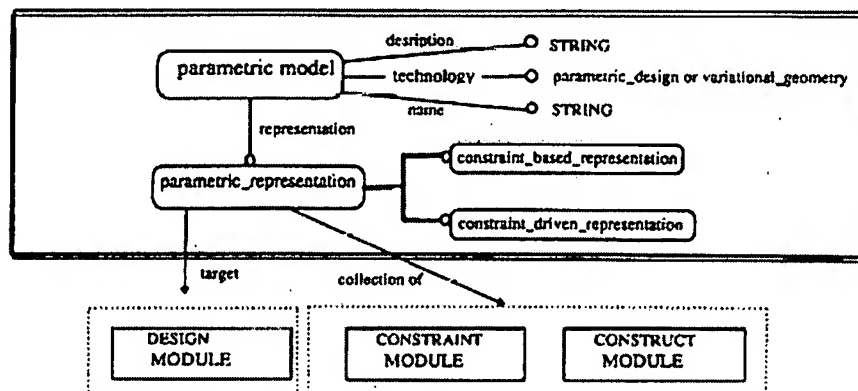 desription
STRING
parametric model
technology
parametric_design or variational_geometry
name
STRING
representation
constraint_based_representation
parametric_representation
constraint_driven_representation
target
collection of
DESIGN
MODULE
CONSTRAINT
MODULE
CONSTRUCT
MODULE